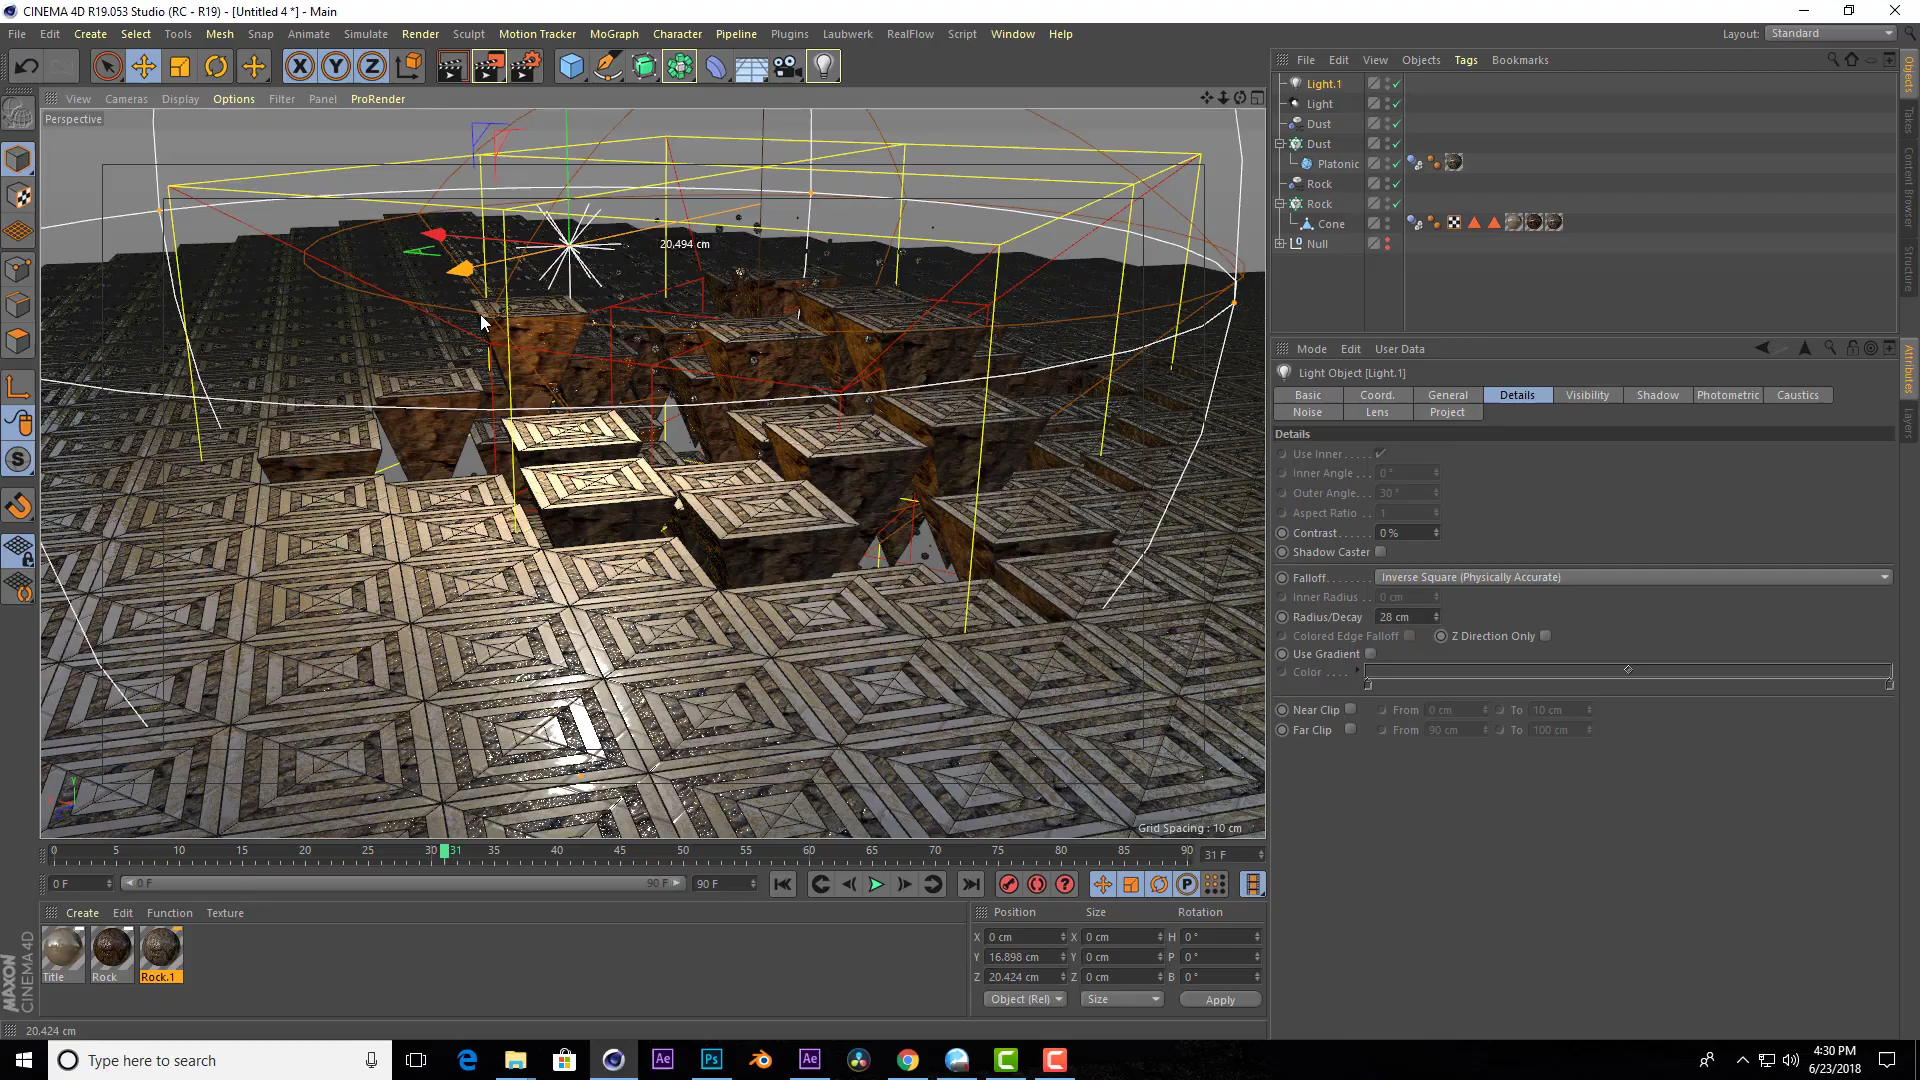 CINEMA 4D R19.053 Studio (RC - R19) - [Untitled 4 *] - Main
File Edit Create Select Tools Mesh Snap Animate Simulate Render Sculpt Motion Tracker MoGraph Character Pipeline Plugins Laubwerk RealFlow Script Window Help Layout: Standard
View Cameras Display Options Filter Panel ProRender
Perspective
20.494 cm
Grid Spacing : 10 cm
File Edit View Objects Tags Bookmarks
Light.1
Light
Dust
Dust
Platonic
Rock
Rock
Cone
Null
Objects
Takes
Content Browser
Structure
Attributes
Layers
Mode Edit User Data
Light Object [Light.1]
Basic Coord. General Details Visibility Shadow Photometric Caustics
Noise Lens Project
Details
Use Inner
Inner Angle 0 °
Outer Angle 30 °
Aspect Ratio 1
Contrast 0 %
Shadow Caster
Falloff Inverse Square (Physically Accurate)
Inner Radius 0 cm
Radius/Decay 28 cm
Colored Edge Falloff Z Direction Only
Use Gradient
Color
Near Clip From 0 cm To 10 cm
Far Clip From 90 cm To 100 cm
0 5 10 15 20 25 30 31 35 40 45 50 55 60 65 70 75 80 85 90 31 F
0 F 0 F 90 F 90 F
Create Edit Function Texture
Title Rock Rock.1
Position Size Rotation
X 0 cm X 0 cm H 0 °
Y 16.898 cm Y 0 cm P 0 °
Z 20.424 cm Z 0 cm B 0 °
Object (Rel) Size Apply
MAXON
CINEMA 4D
20.424 cm
Type here to search
4:30 PM
6/23/2018